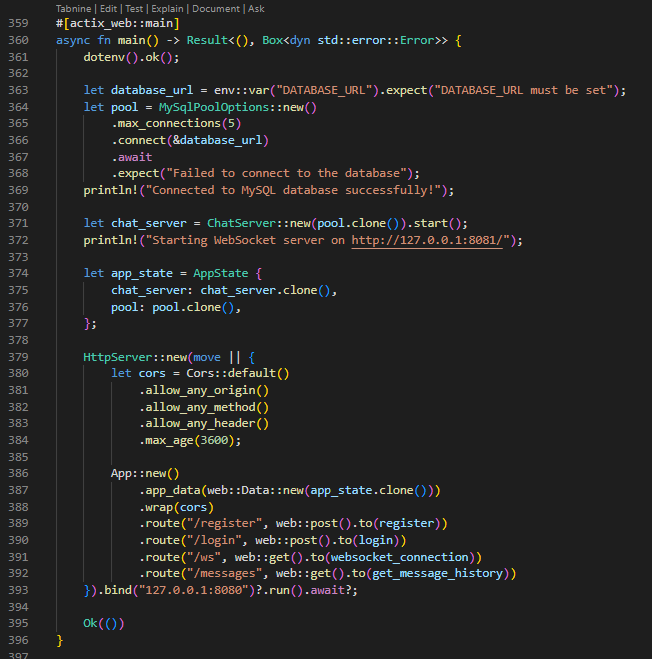 Tabnine | Edit | Test | Explain | Document | Ask
359 #[actix_web::main]
360 async fn main() -> Result<(), Box<dyn std::error::Error>> {
361     dotenv().ok();
362
363     let database_url = env::var("DATABASE_URL").expect("DATABASE_URL must be set");
364     let pool = MySqlPoolOptions::new()
365         .max_connections(5)
366         .connect(&database_url)
367         .await
368         .expect("Failed to connect to the database");
369     println!("Connected to MySQL database successfully!");
370
371     let chat_server = ChatServer::new(pool.clone()).start();
372     println!("Starting WebSocket server on http://127.0.0.1:8081/");
373
374     let app_state = AppState {
375         chat_server: chat_server.clone(),
376         pool: pool.clone(),
377     };
378
379     HttpServer::new(move || {
380         let cors = Cors::default()
381             .allow_any_origin()
382             .allow_any_method()
383             .allow_any_header()
384             .max_age(3600);
385
386         App::new()
387             .app_data(web::Data::new(app_state.clone()))
388             .wrap(cors)
389             .route("/register", web::post().to(register))
390             .route("/login", web::post().to(login))
391             .route("/ws", web::get().to(websocket_connection))
392             .route("/messages", web::get().to(get_message_history))
393     }).bind("127.0.0.1:8080")?.run().await?;
394
395     Ok(())
396 }
397